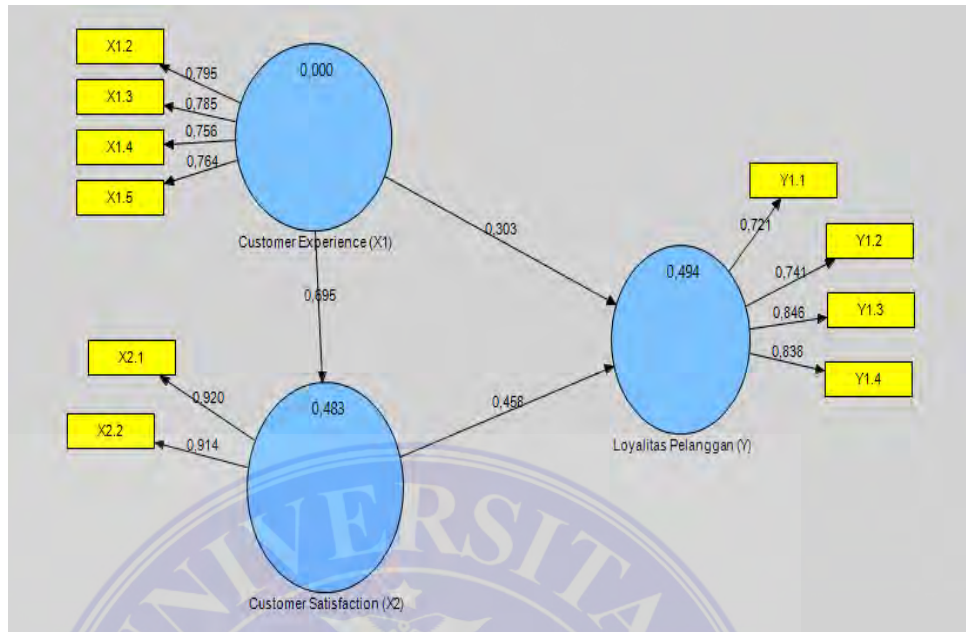 X1.2
0,795
X1.3
0,785
X1.4
0,756
X1.5
0,764
0,000
Customer Experience (X1)
0,303
0,695
X2.1
0,920
X2.2
0,914
0,483
Customer Satisfaction (X2)
0,458
0,494
Loyalitas Pelanggan (Y)
Y1.1
0,721
Y1.2
0,741
Y1.3
0,846
Y1.4
0,838
UNIVERSITA